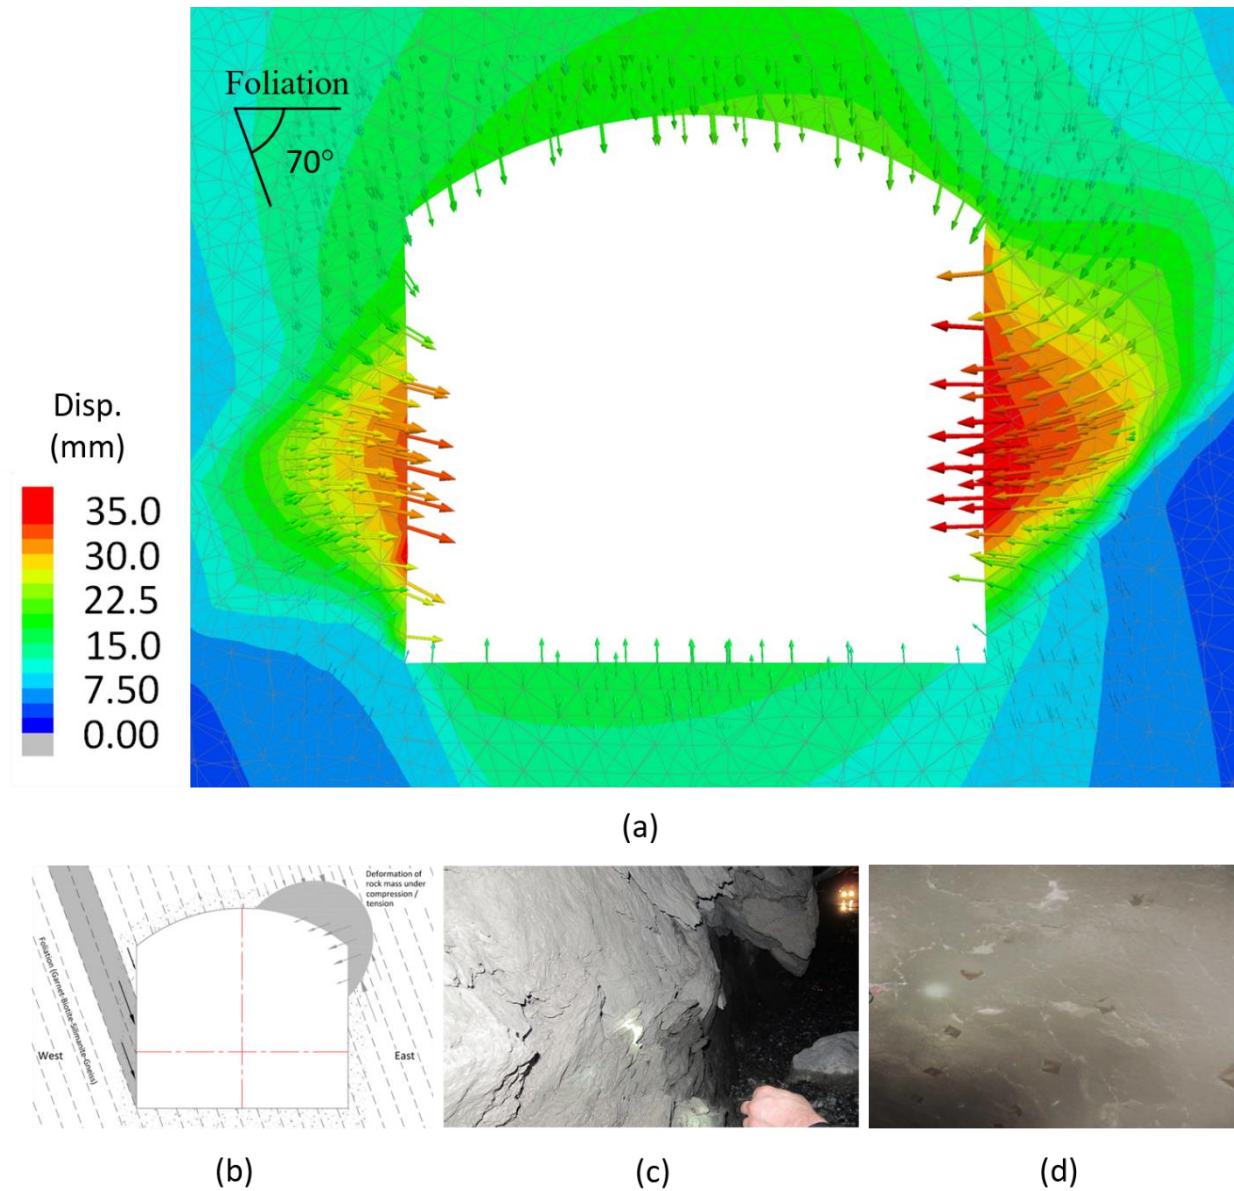 Foliation
70°
Disp.
(mm)
35.0
30.0
22.5
15.0
7.50
0.00
(a)
Deformation of
rock mass under
compression /
tension
Foliation (Garnet-Biotite-Silimanite-Gneiss)
West
East
(b)
(c)
(d)